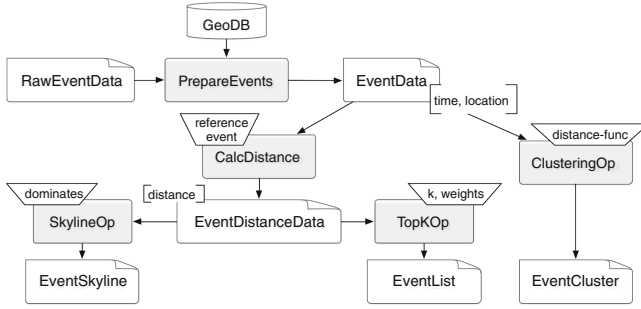 GeoDB
RawEventData
PrepareEvents
EventData
[time, location]
reference
event
distance-func
CalcDistance
ClusteringOp
dominates
[distance]
k, weights
SkylineOp
EventDistanceData
TopKOp
EventSkyline
EventList
EventCluster